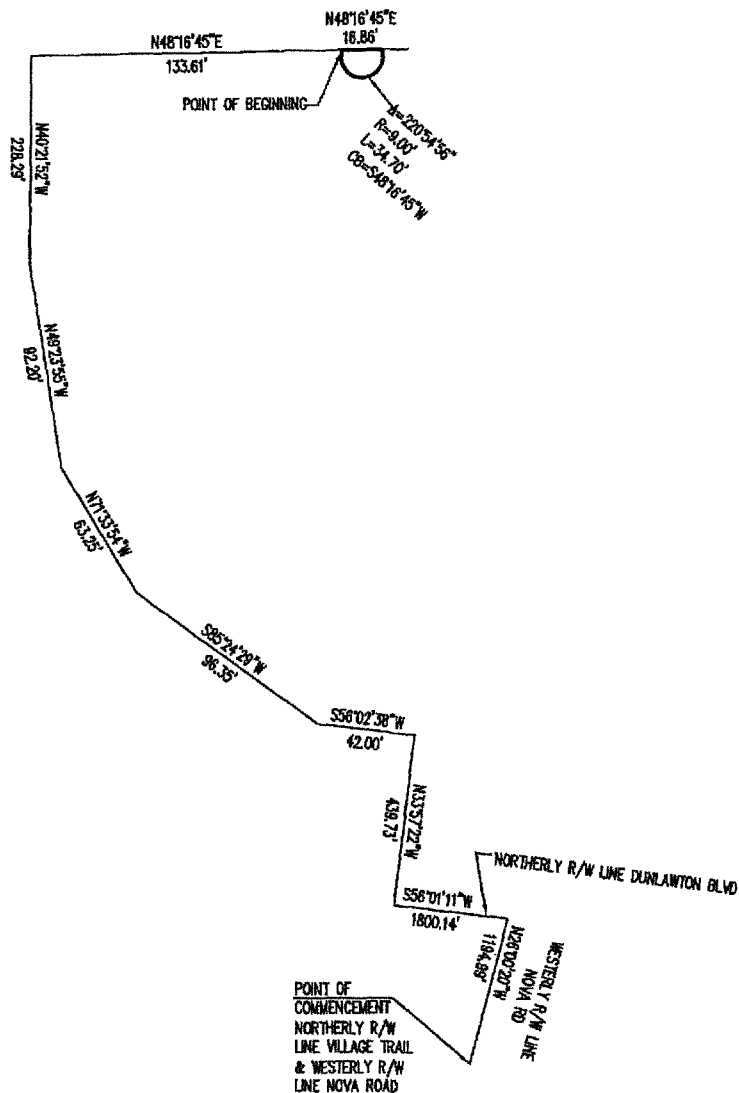 N48°16'45"E
16.86'
N48°16'45"E
133.61'
POINT OF BEGINNING
Δ=220°54'56"
R=9.00'
L=34.70'
CB=S48°16'45"W
N40°21'52"W
228.29'
N49°23'55"W
92.20'
N71°33'54"W
63.25'
S85°24'29"W
96.35'
S56°02'38"W
42.00'
N33°57'22"W
439.73'
S56°01'11"W
1800.14'
NORTHERLY R/W LINE DUNLAWTON BLVD
N26°00'20"W
1194.99'
WESTERLY R/W LINE
NOVA RD
POINT OF
COMMENCEMENT
NORTHERLY R/W
LINE VILLAGE TRAIL
& WESTERLY R/W
LINE NOVA ROAD